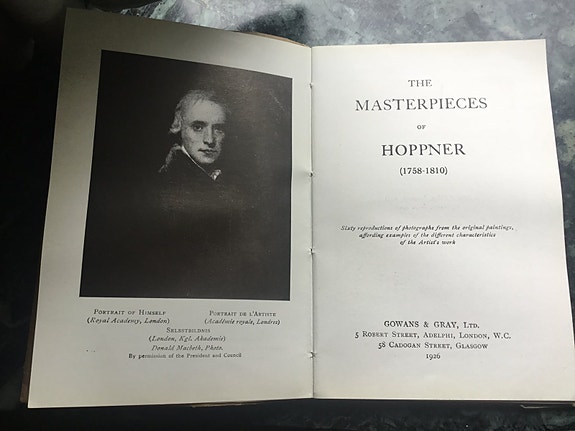 PORTRAIT OF HIMSELF
(Royal Academy, London)
PORTRAIT DE L'ARTISTE
(Académie royale, Londres)
SELBSTBILDNIS
(London, Kgl. Akademie)
Donald Macbeth, Photo.
By permission of the President and Council
THE
MASTERPIECES
OF
HOPPNER
(1758-1810)
Sixty reproductions of photographs from the original paintings,
affording examples of the different characteristics
of the Artist's work
GOWANS & GRAY, LTD.
5 ROBERT STREET, ADELPHI, LONDON, W.C.
58 CADOGAN STREET, GLASGOW
1926